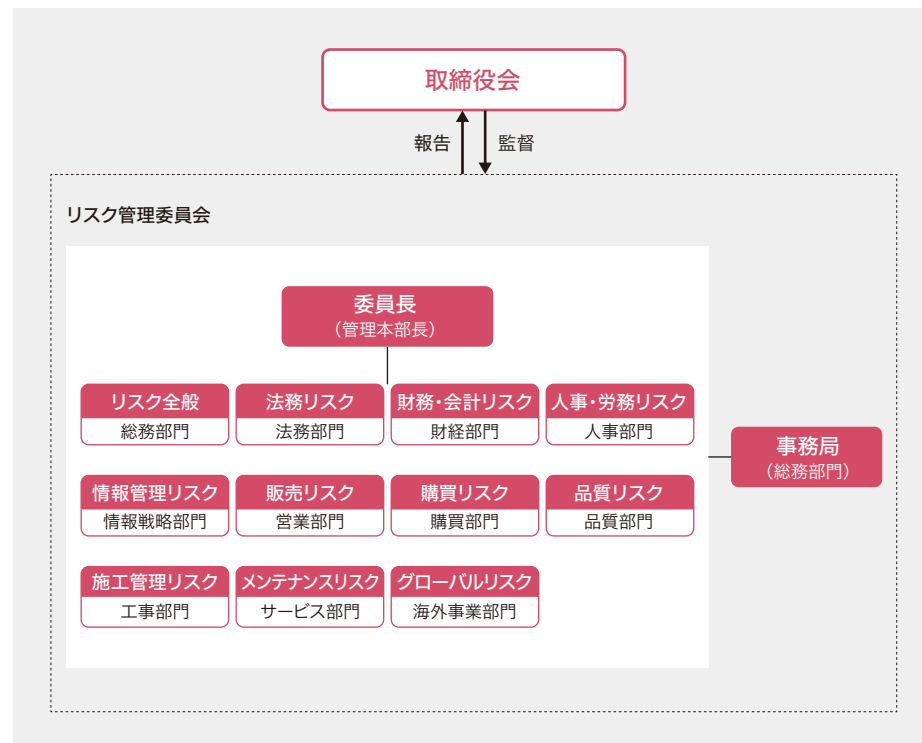 取締役会
報告
監督
リスク管理委員会
委員長
（管理本部長）
リスク全般
総務部門
法務リスク
法務部門
財務・会計リスク
財経部門
人事・労務リスク
人事部門
事務局
（総務部門）
情報管理リスク
情報戦略部門
販売リスク
営業部門
購買リスク
購買部門
品質リスク
品質部門
施工管理リスク
工事部門
メンテナンスリスク
サービス部門
グローバルリスク
海外事業部門